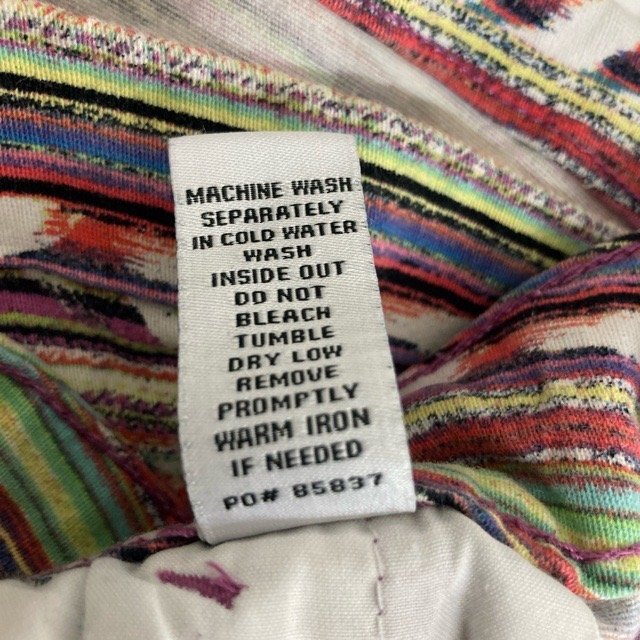 MACHINE WASH
SEPARATELY
IN COLD WATER
WASH
INSIDE OUT
DO NOT
BLEACH
TUMBLE
DRY LOW
REMOVE
PROMPTLY
WARM IRON
IF NEEDED
PO# 85837